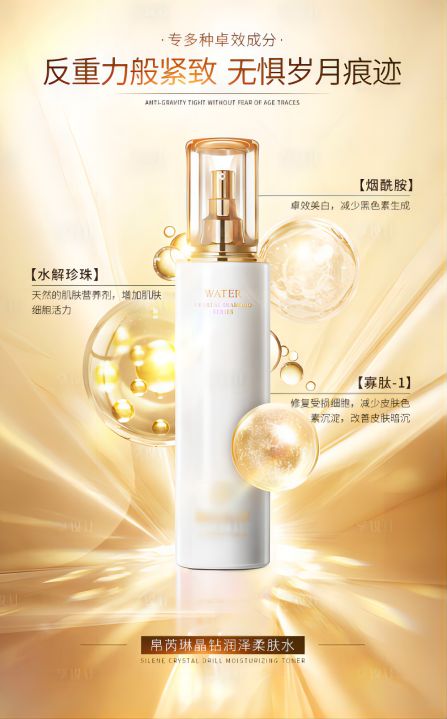 ·专多种卓效成分·
反重力般紧致 无惧岁月痕迹
ANTI-GRAVITY TIGHT WITHOUT FEAR OF AGE TRACES
【烟酰胺】
卓效美白，减少黑色素生成
【水解珍珠】
天然的肌肤营养剂，增加肌肤
细胞活力
WATER
CRYSTAL DIAMOND
SERIES
【寡肽-1】
修复受损细胞，减少皮肤色
素沉淀，改善皮肤暗沉
帛芮琳晶钻润泽柔肤水
SILENE CRYSTAL DRILL MOISTURIZING TONER